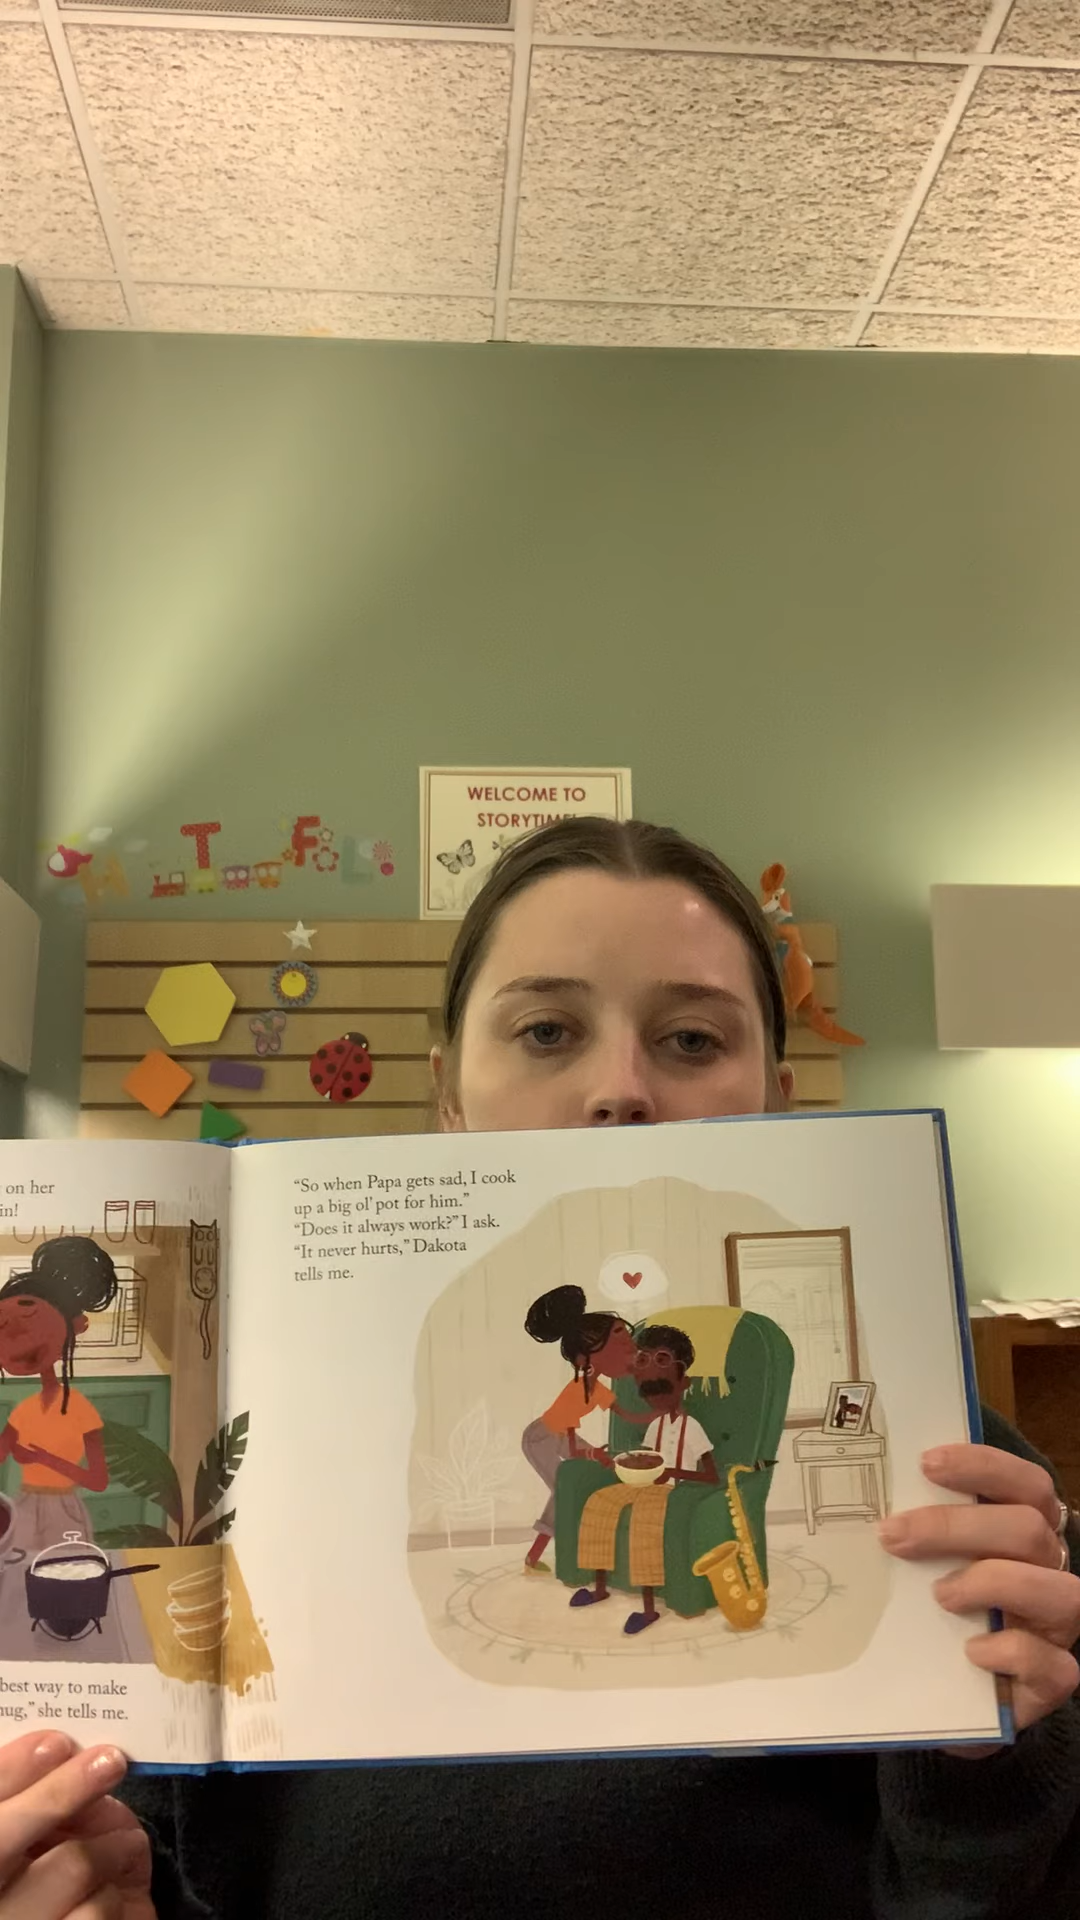 WELCOME TO
STORYTIME!
H T F L
on her
in!
best way to make
hug,” she tells me.
“So when Papa gets sad, I cook
up a big ol’ pot for him.”
“Does it always work?” I ask.
“It never hurts,” Dakota
tells me.